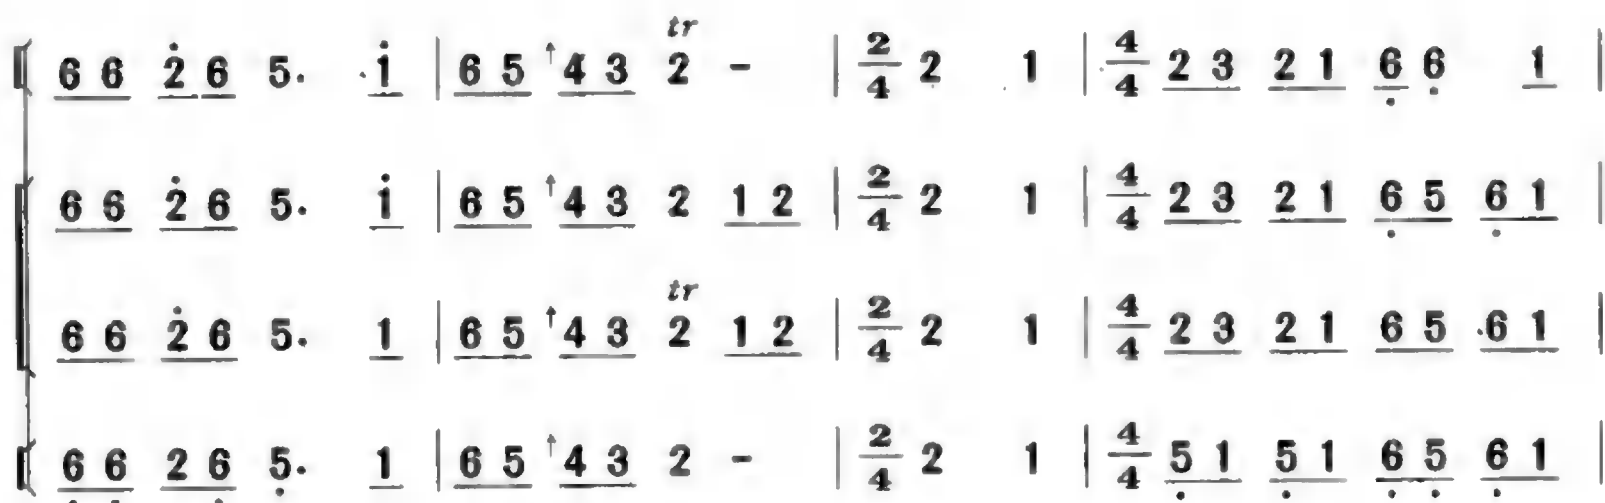 6 6 2̇ 6 5. 1̇ | 6 5 ↑4 3 tr 2 - | 2/4 2 1 | 4/4 2 3 2 1 6̣ 6̣ 1 |
6 6 2̇ 6 5. 1̇ | 6 5 ↑4 3 2 1 2 | 2/4 2 1 | 4/4 2 3 2 1 6̣ 5 6̣ 1 |
6 6 2̇ 6 5. 1 | 6 5 ↑4 3 tr 2 1 2 | 2/4 2 1 | 4/4 2 3 2 1 6 5 6 1 |
6̣ 6̣ 2 6̣ 5̣. 1 | 6 5 ↑4 3 2 - | 2/4 2 1 | 4/4 5̣ 1 5̣ 1 6̣ 5̣ 6̣ 1 |